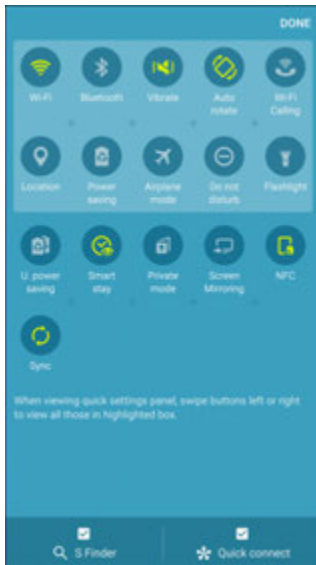 DONE
Wi-Fi Bluetooth Vibrate Auto Wi-Fi
rotate Calling
Location Power Airplane Do not Flashlight
saving mode disturb
U. power Smart Private Screen NFC
saving stay mode Mirroring
Sync
When viewing quick settings panel, swipe buttons left or right
to view all those in highlighted box.
S Finder Quick connect